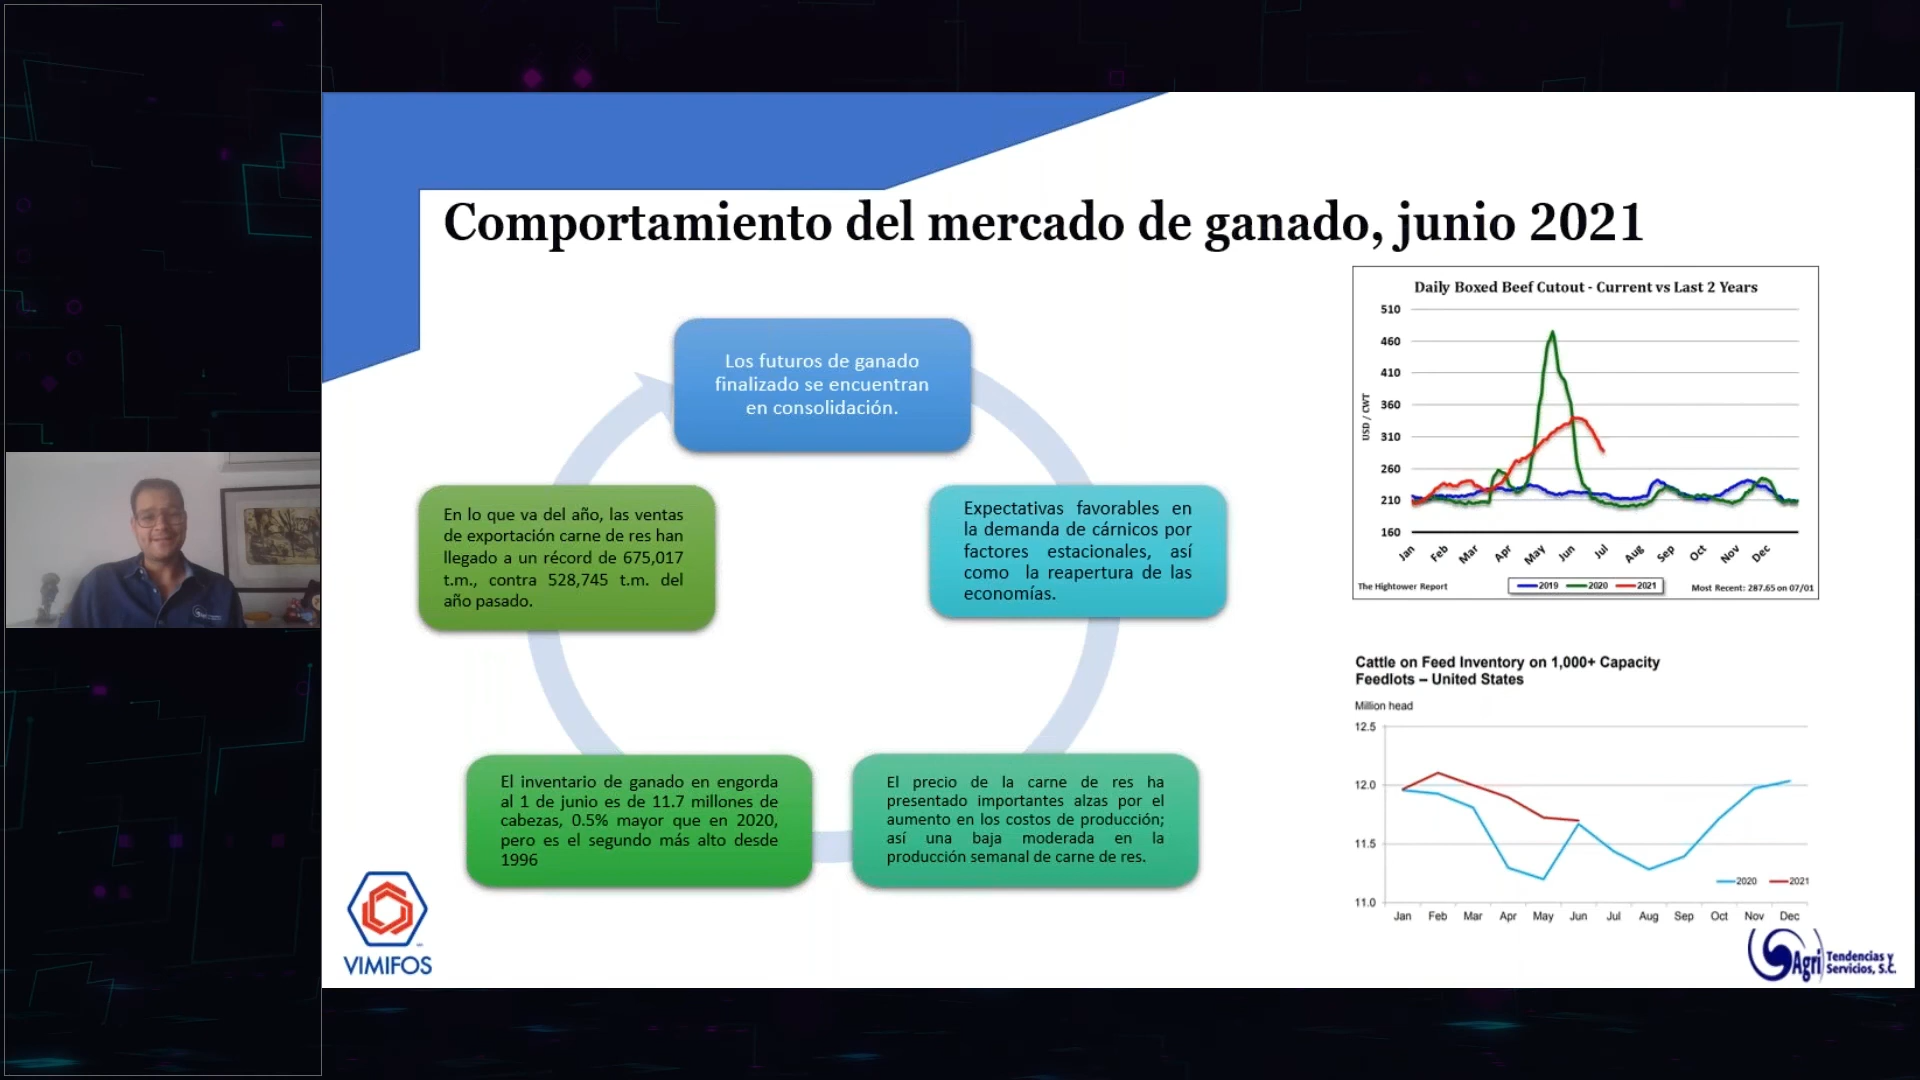 Comportamiento del mercado de ganado, junio 2021
Los futuros de ganado
finalizado se encuentran
en consolidación.
Expectativas favorables en
la demanda de cárnicos por
factores estacionales, así
como la reapertura de las
economías.
El precio de la carne de res ha
presentado importantes alzas por el
aumento en los costos de producción;
así una baja moderada en la
producción semanal de carne de res.
El inventario de ganado en engorda
al 1 de junio es de 11.7 millones de
cabezas, 0.5% mayor que en 2020,
pero es el segundo más alto desde
1996
En lo que va del año, las ventas
de exportación carne de res han
llegado a un récord de 675,017
t.m., contra 528,745 t.m. del
año pasado.
Daily Boxed Beef Cutout - Current vs Last 2 Years
USD / CWT
510
460
410
360
310
260
210
160
Jan Feb Mar Apr May Jun Jul Aug Sep Oct Nov Dec
The Hightower Report
2019 2020 2021
Most Recent: 287.65 on 07/01
Cattle on Feed Inventory on 1,000+ Capacity
Feedlots – United States
Million head
12.5
12.0
11.5
11.0
2020 2021
Jan Feb Mar Apr May Jun Jul Aug Sep Oct Nov Dec
VIMIFOS
Agri Tendencias y
Servicios, S.C.